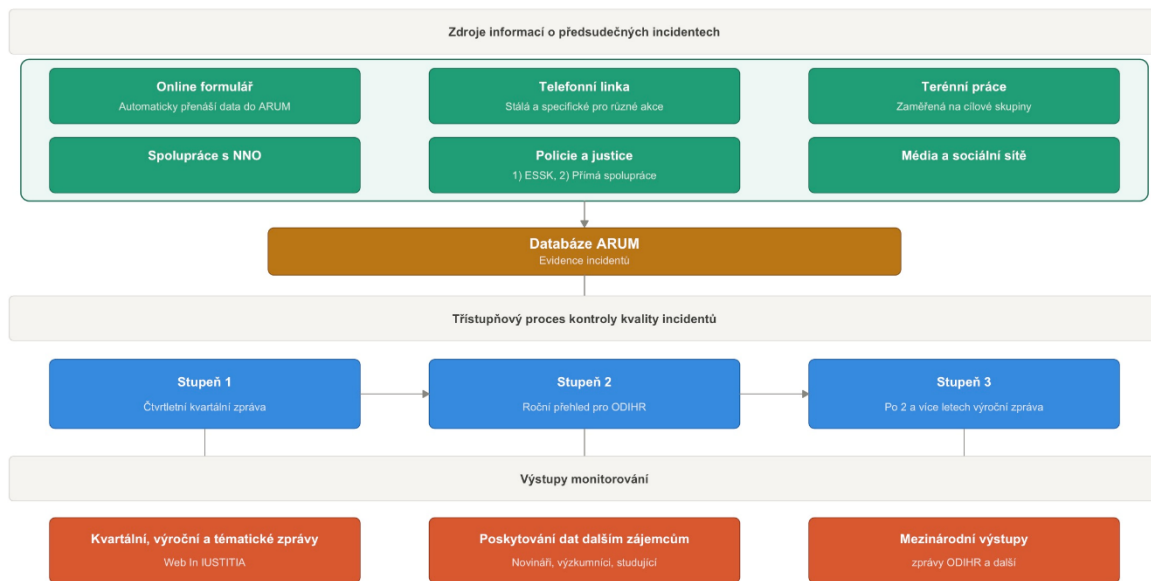 Zdroje informací o předsudečných incidentech
Online formulář
Automaticky přenáší data do ARUM
Telefonní linka
Stálá a specifické pro různé akce
Terénní práce
Zaměřená na cílové skupiny
Spolupráce s NNO
Policie a justice
1) ESSK, 2) Přímá spolupráce
Média a sociální sítě
Databáze ARUM
Evidence incidentů
Třístupňový proces kontroly kvality incidentů
Stupeň 1
Čtvrtletní kvartální zpráva
Stupeň 2
Roční přehled pro ODIHR
Stupeň 3
Po 2 a více letech výroční zpráva
Výstupy monitorování
Kvartální, výroční a tématické zprávy
Web In IUSTITIA
Poskytování dat dalším zájemcům
Novináři, výzkumníci, studující
Mezinárodní výstupy
zprávy ODIHR a další